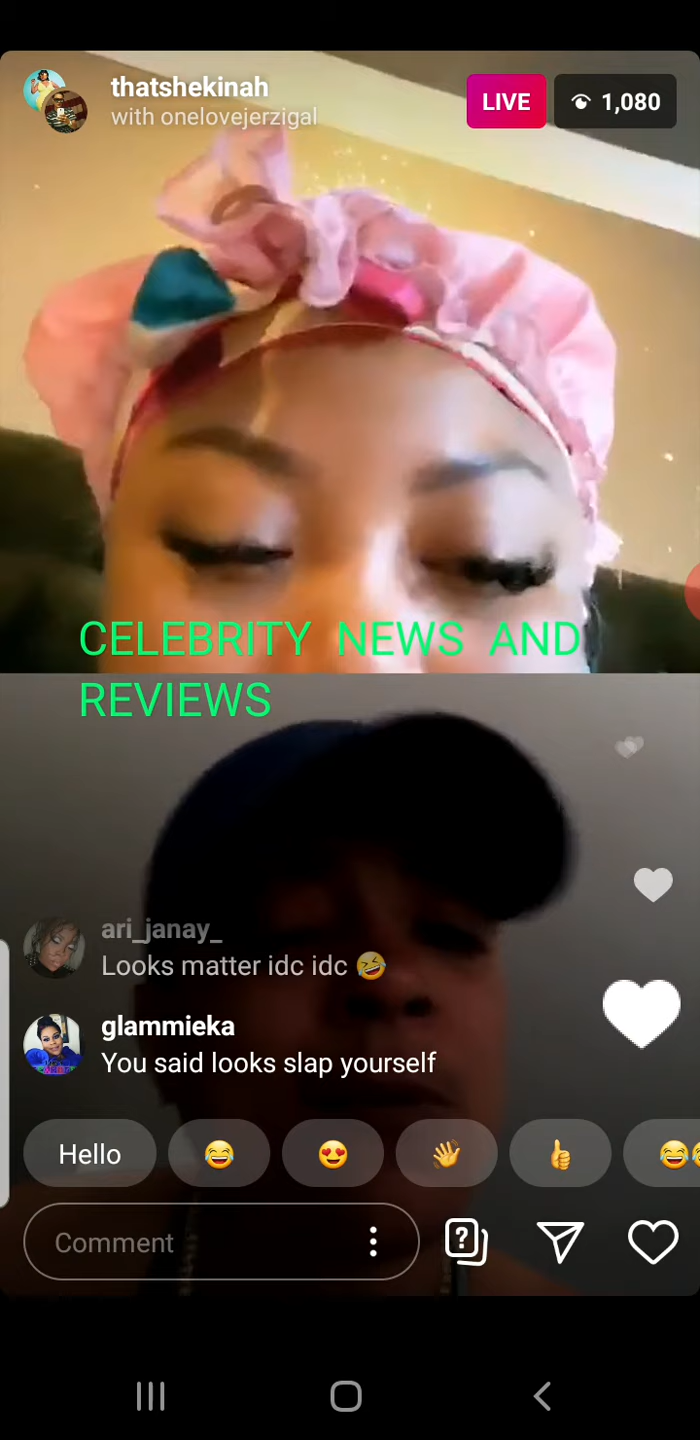 thatshekinah
with onelovejerzigal
LIVE
1,080
CELEBRITY NEWS AND
REVIEWS
ari_janay_
Looks matter idc idc 🤣
glammieka
You said looks slap yourself
Hello 😂 😍 👋 👍 😂
Comment